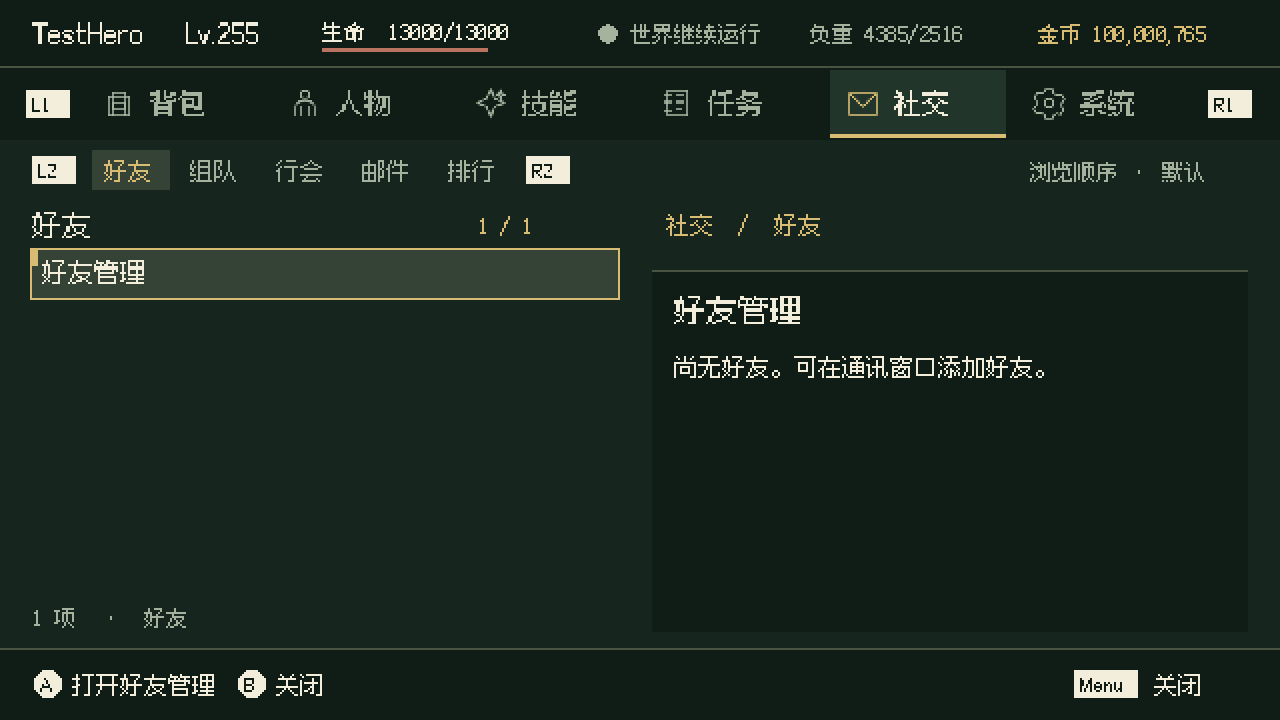 TestHero Lv.255 生命 13000/13000 世界继续运行 负重 4385/2516 金币 100,000,765
L1 背包 人物 技能 任务 社交 系统 R1
L2 好友 组队 行会 邮件 排行 R2 浏览顺序 · 默认
好友 1 / 1 社交 / 好友
好友管理
好友管理
尚无好友。可在通讯窗口添加好友。
1 项 · 好友
A 打开好友管理 B 关闭 Menu 关闭